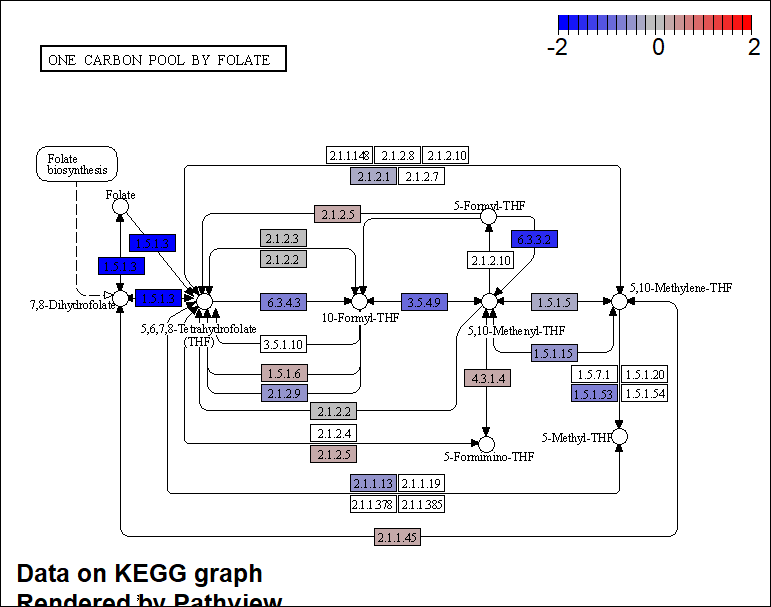 -2 0 2
ONE CARBON POOL BY FOLATE
2.1.1.148 2.1.2.8 2.1.2.10
2.1.2.1 2.1.2.7
Folate
biosynthesis
Folate
5-Formyl-THF
2.1.2.5
1.5.1.3
2.1.2.3
6.3.3.2
2.1.2.2
2.1.2.10
1.5.1.3
7,8-Dihydrofolate
1.5.1.3
6.3.4.3
3.5.4.9
1.5.1.5
5,10-Methylene-THF
10-Formyl-THF
5,6,7,8-Tetrahydrofolate
(THF)
5,10-Methenyl-THF
3.5.1.10
1.5.1.15
1.5.1.6
4.3.1.4
1.5.7.1 1.5.1.20
2.1.2.9
1.5.1.53 1.5.1.54
2.1.2.2
2.1.2.4
5-Methyl-THF
2.1.2.5
5-Formimino-THF
2.1.1.13 2.1.1.19
2.1.1.378 2.1.1.385
2.1.1.45
Data on KEGG graph
Rendered by Pathview